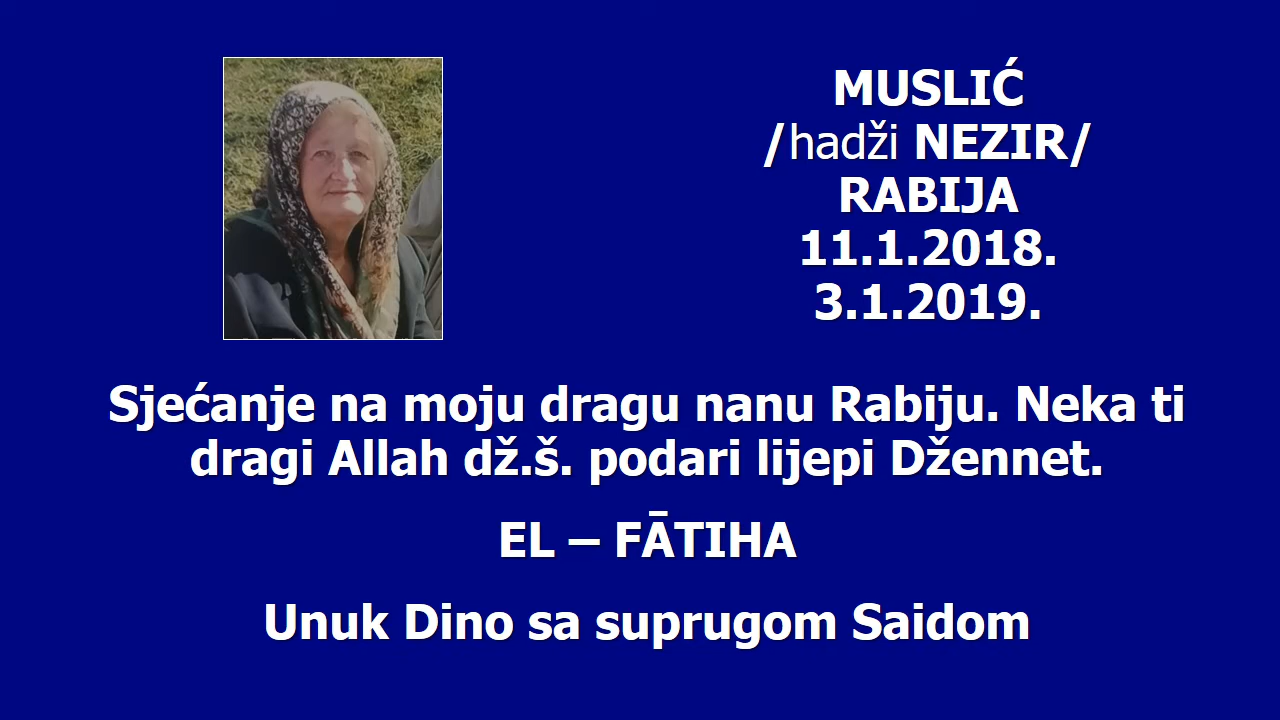 MUSLIĆ
/hadži NEZIR/
RABIJA
11.1.2018.
3.1.2019.
Sjećanje na moju dragu nanu Rabiju. Neka ti
dragi Allah dž.š. podari lijepi Džennet.
EL – FĀTIHA
Unuk Dino sa suprugom Saidom